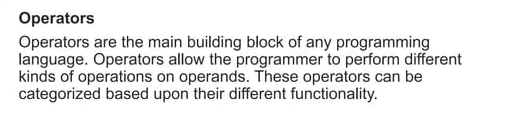 Operators
Operators are the main building block of any programming
language. Operators allow the programmer to perform different
kinds of operations on operands. These operators can be
categorized based upon their different functionality.